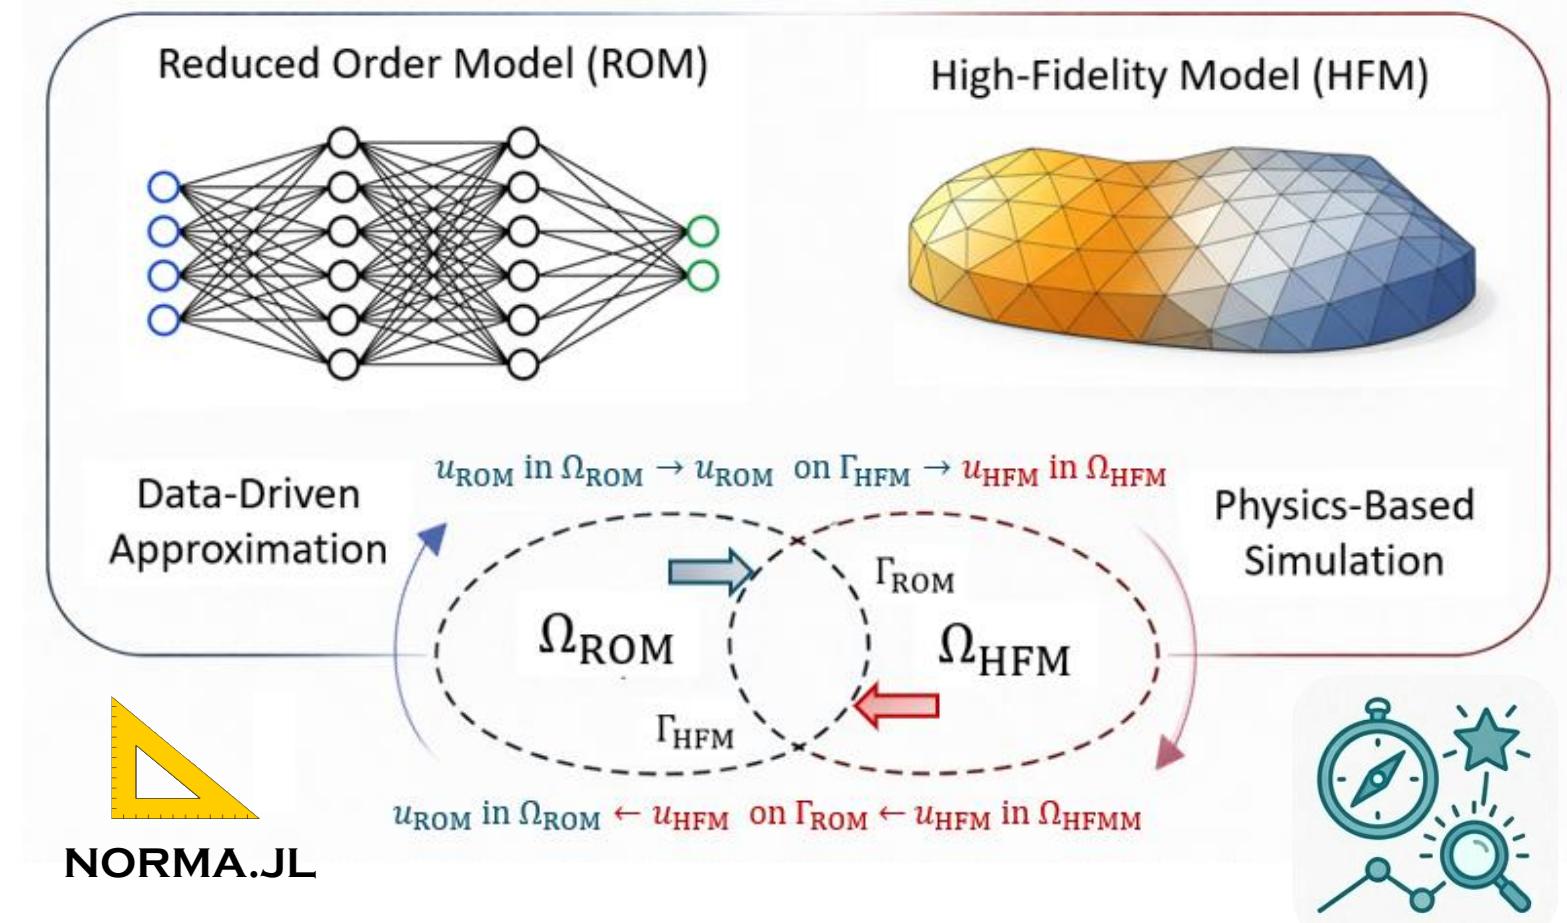 Reduced Order Model (ROM)
High-Fidelity Model (HFM)
u_ROM in Ω_ROM → u_ROM on Γ_HFM → u_HFM in Ω_HFM
Data-Driven
Approximation
Physics-Based
Simulation
Γ_ROM
Ω_ROM
Ω_HFM
Γ_HFM
u_ROM in Ω_ROM ← u_HFM on Γ_ROM ← u_HFM in Ω_HFMM
NORMA.JL